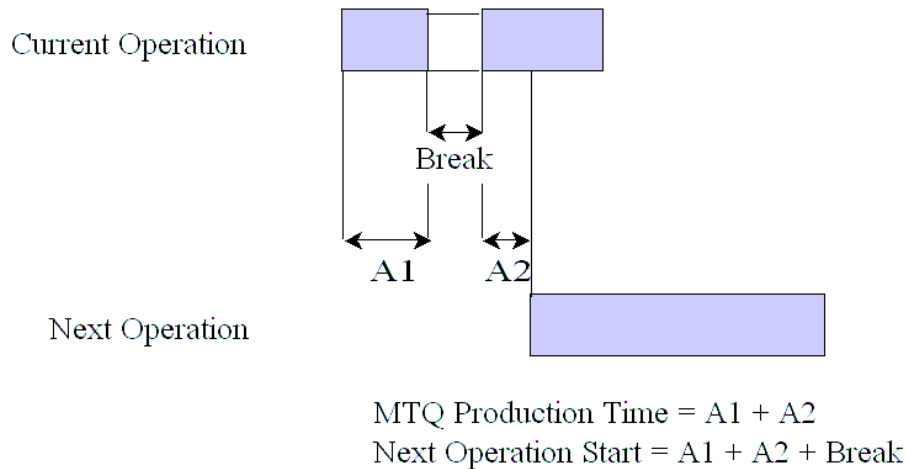 Current Operation
Break
A1
A2
Next Operation
MTQ Production Time = A1 + A2
Next Operation Start = A1 + A2 + Break